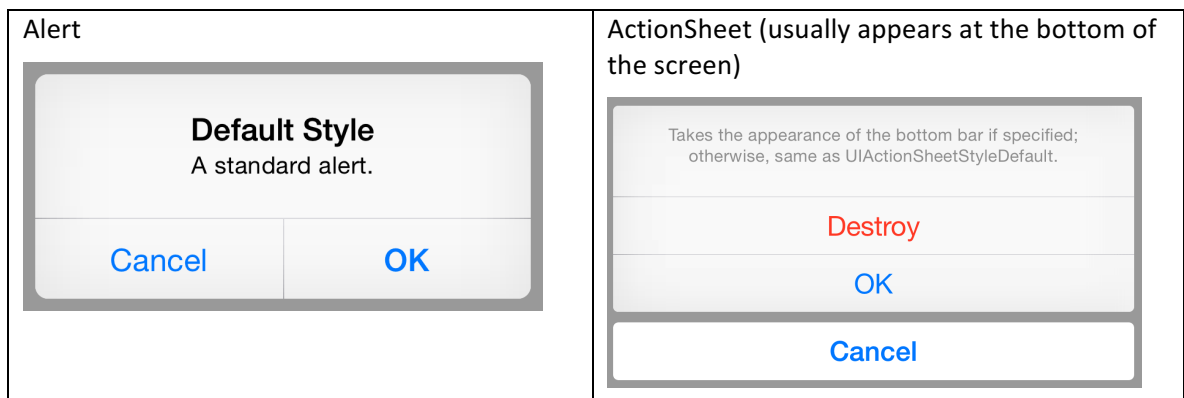 Alert
Default Style
A standard alert.
Cancel
OK
ActionSheet (usually appears at the bottom of
the screen)
Takes the appearance of the bottom bar if specified;
otherwise, same as UIActionSheetStyleDefault.
Destroy
OK
Cancel